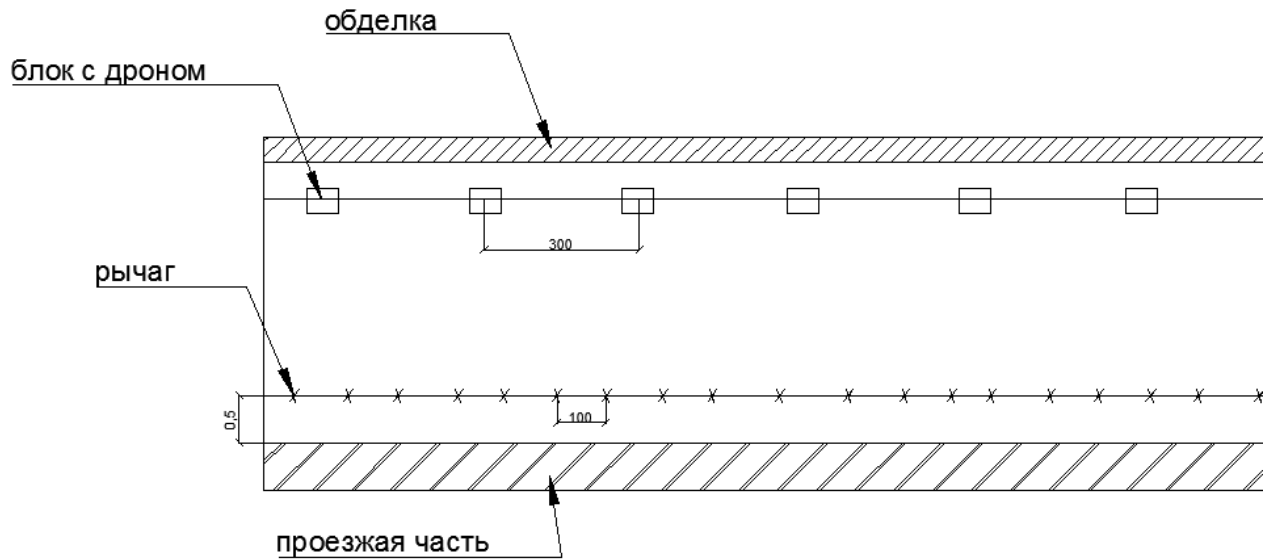 обделка
блок с дроном
300
рычаг
0,5
100
проезжая часть